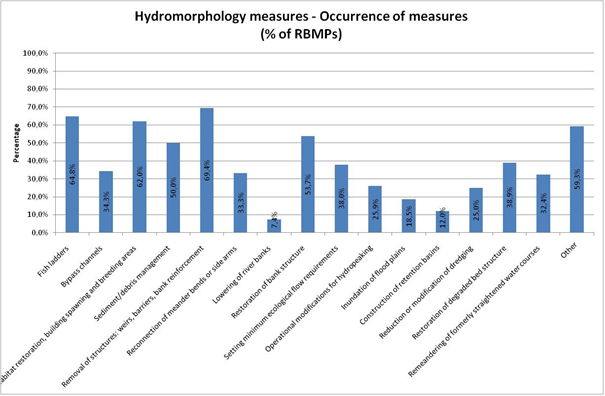 Hydromorphology measures - Occurrence of measures
(% of RBMPs)
Percentage
100,0%
90,0%
80,0%
70,0%
60,0%
50,0%
40,0%
30,0%
20,0%
10,0%
0,0%
64.8%
34.3%
62.0%
50.0%
69.4%
33.3%
7.4%
53.7%
38.0%
25.9%
18.5%
12.0%
25.0%
38.9%
32.4%
59.3%
Fish ladders
Bypass channels
abitat restoration, building spawning and breeding areas
Sediment/debris management
Removal of structures: weirs, barriers, bank reinforcement
Reconnection of meander bends or side arms
Lowering of river banks
Restoration of bank structure
Setting minimum ecological flow requirements
Operational modifications for hydropeaking
Inundation of flood plains
Construction of retention basins
Reduction or modification of dredging
Restoration of degraded bed structure
Remeandering of formerly straightened water courses
Other